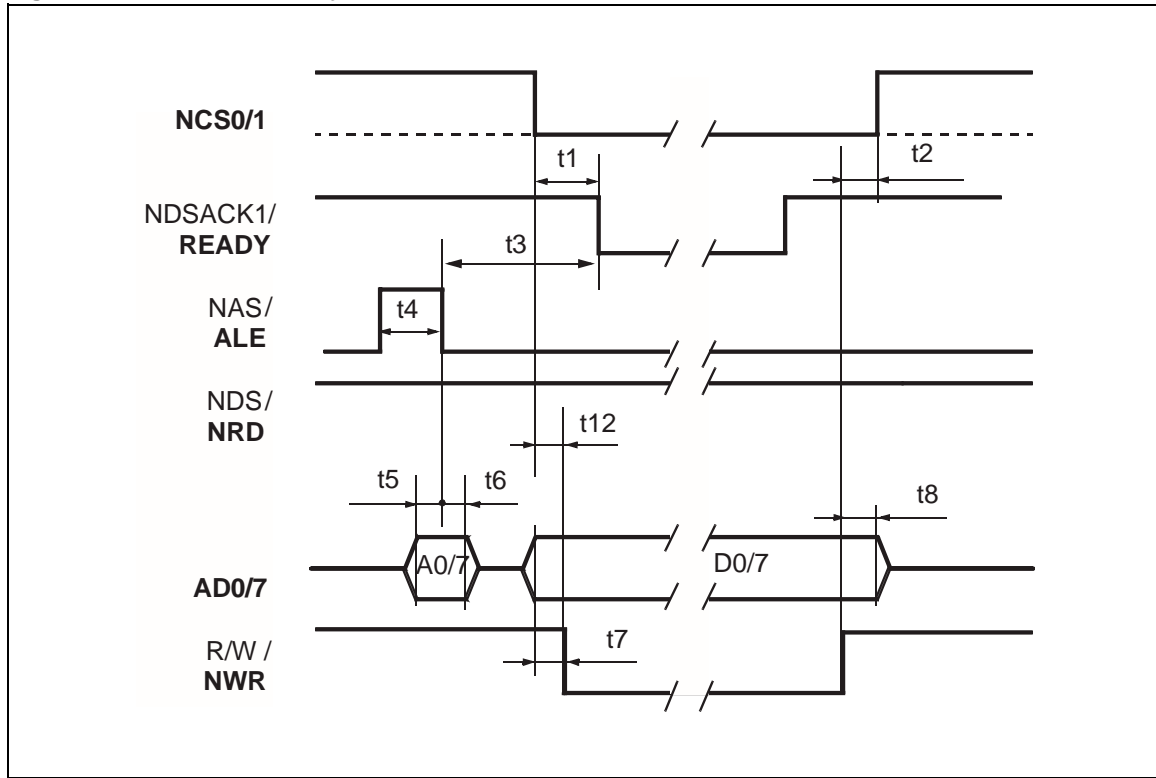 NCS0/1
t1
t2
NDSACK1/
READY
t3
NAS/
ALE
t4
NDS/
NRD
t12
t5
t6
t8
AD0/7
A0/7
D0/7
R/W /
NWR
t7